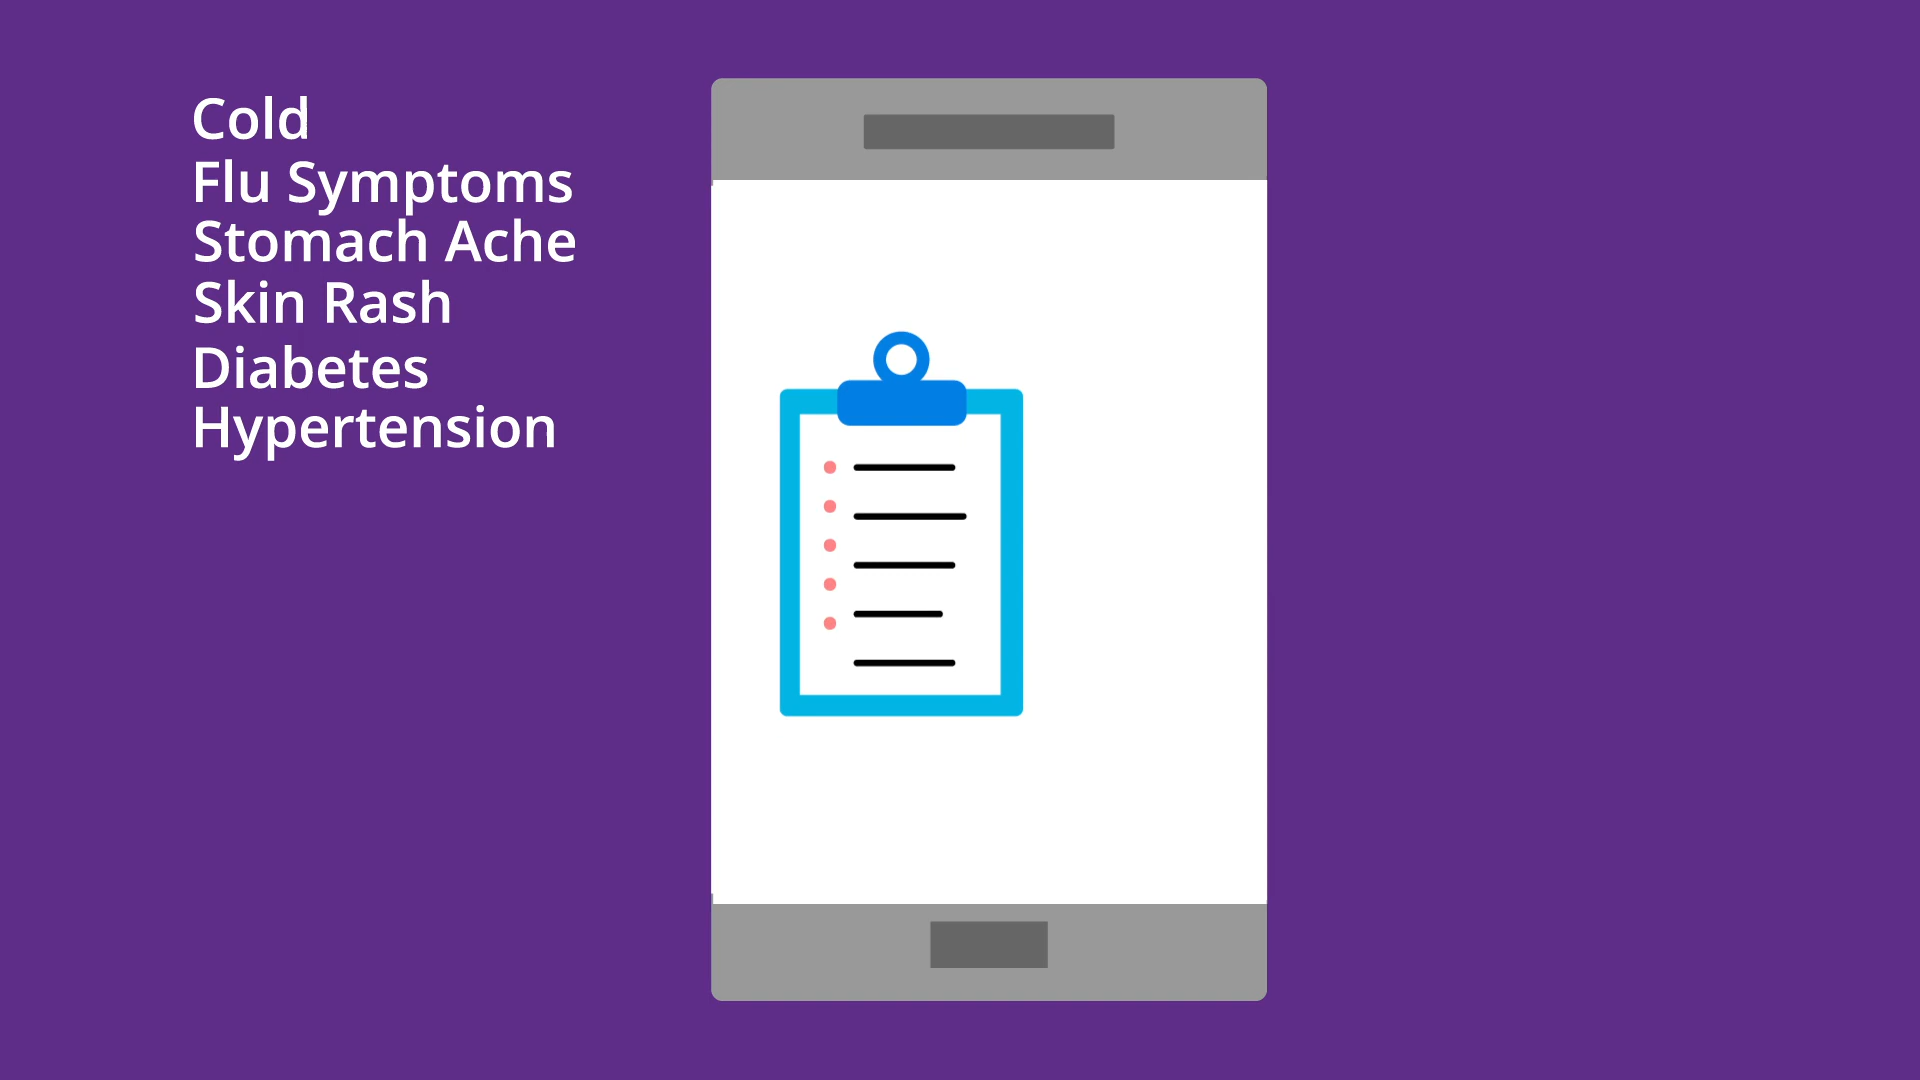 Cold
Flu Symptoms
Stomach Ache
Skin Rash
Diabetes
Hypertension